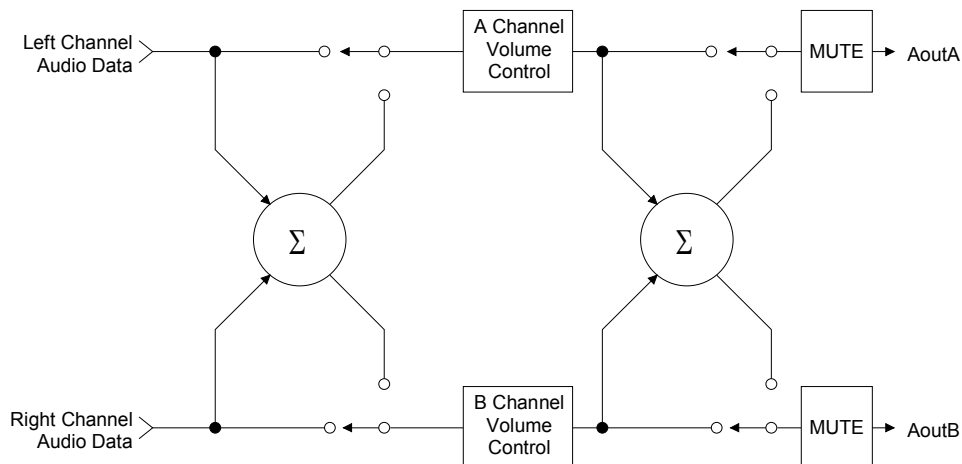 Left Channel
Audio Data
A Channel
Volume
Control
MUTE
AoutA
Σ
Σ
Right Channel
Audio Data
B Channel
Volume
Control
MUTE
AoutB